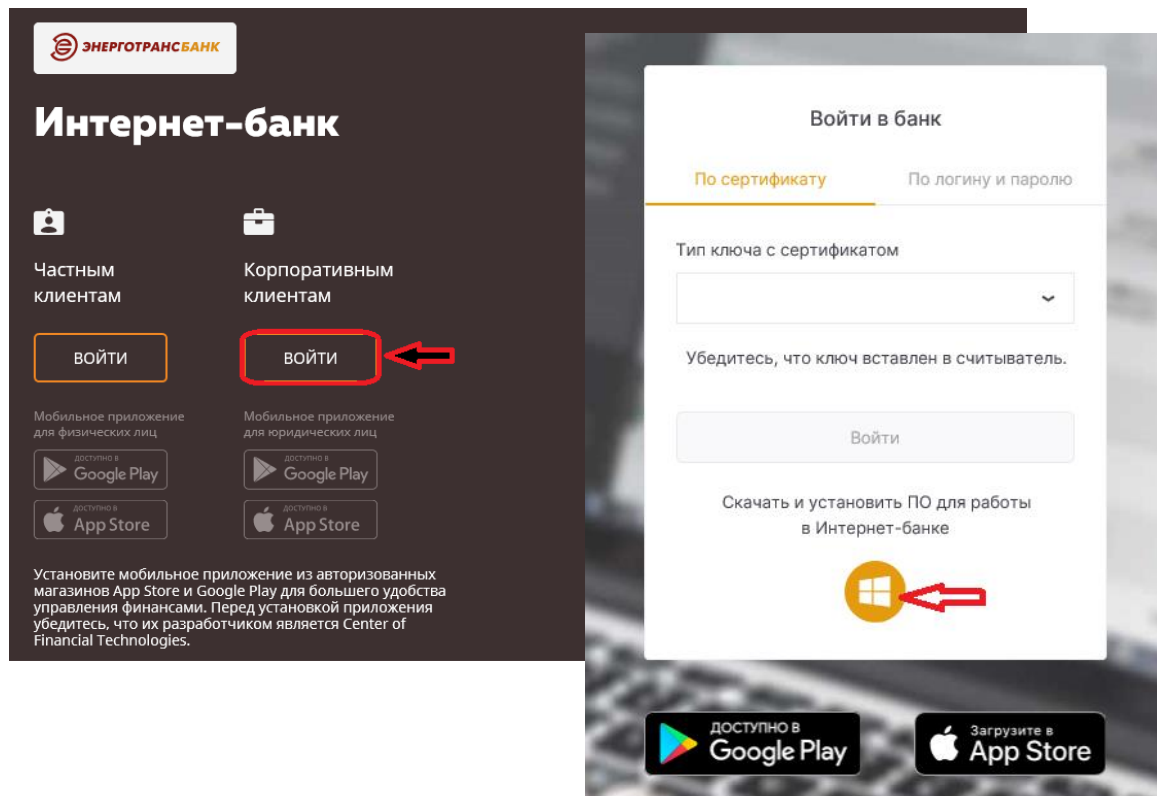 ЭНЕРГОТРАНСБАНК
Интернет-банк
Частным
клиентам
ВОЙТИ
Мобильное приложение
для физических лиц
ДОСТУПНО В
Google Play
ДОСТУПНО В
App Store
Корпоративным
клиентам
ВОЙТИ
Мобильное приложение
для юридических лиц
ДОСТУПНО В
Google Play
ДОСТУПНО В
App Store
Установите мобильное приложение из авторизованных
магазинов App Store и Google Play для большего удобства
управления финансами. Перед установкой приложения
убедитесь, что их разработчиком является Center of
Financial Technologies.
Войти в банк
По сертификату
По логину и паролю
Тип ключа с сертификатом
Убедитесь, что ключ вставлен в считыватель.
Войти
Скачать и установить ПО для работы
в Интернет-банке
ДОСТУПНО В
Google Play
Загрузите в
App Store